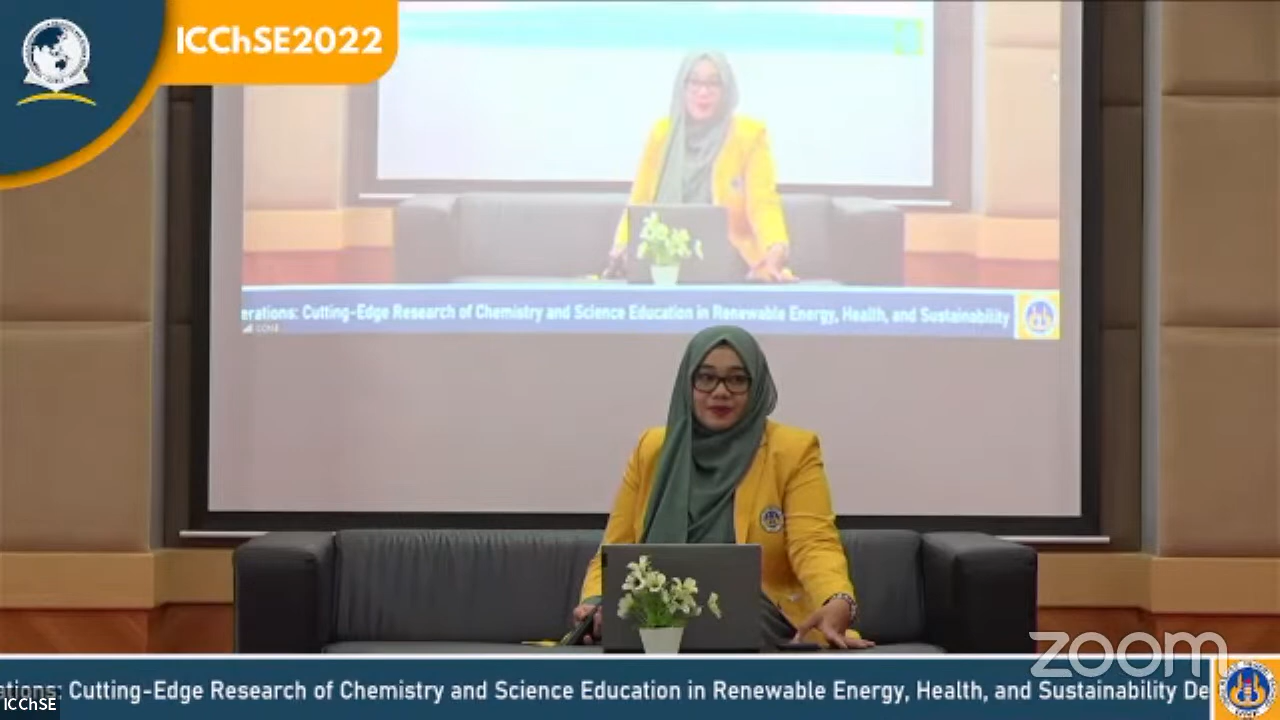 ICChSE2022
erations: Cutting-Edge Research of Chemistry and Science Education in Renewable Energy, Health, and Sustainability
zoom
ations: Cutting-Edge Research of Chemistry and Science Education in Renewable Energy, Health, and Sustainability De
ICChSE